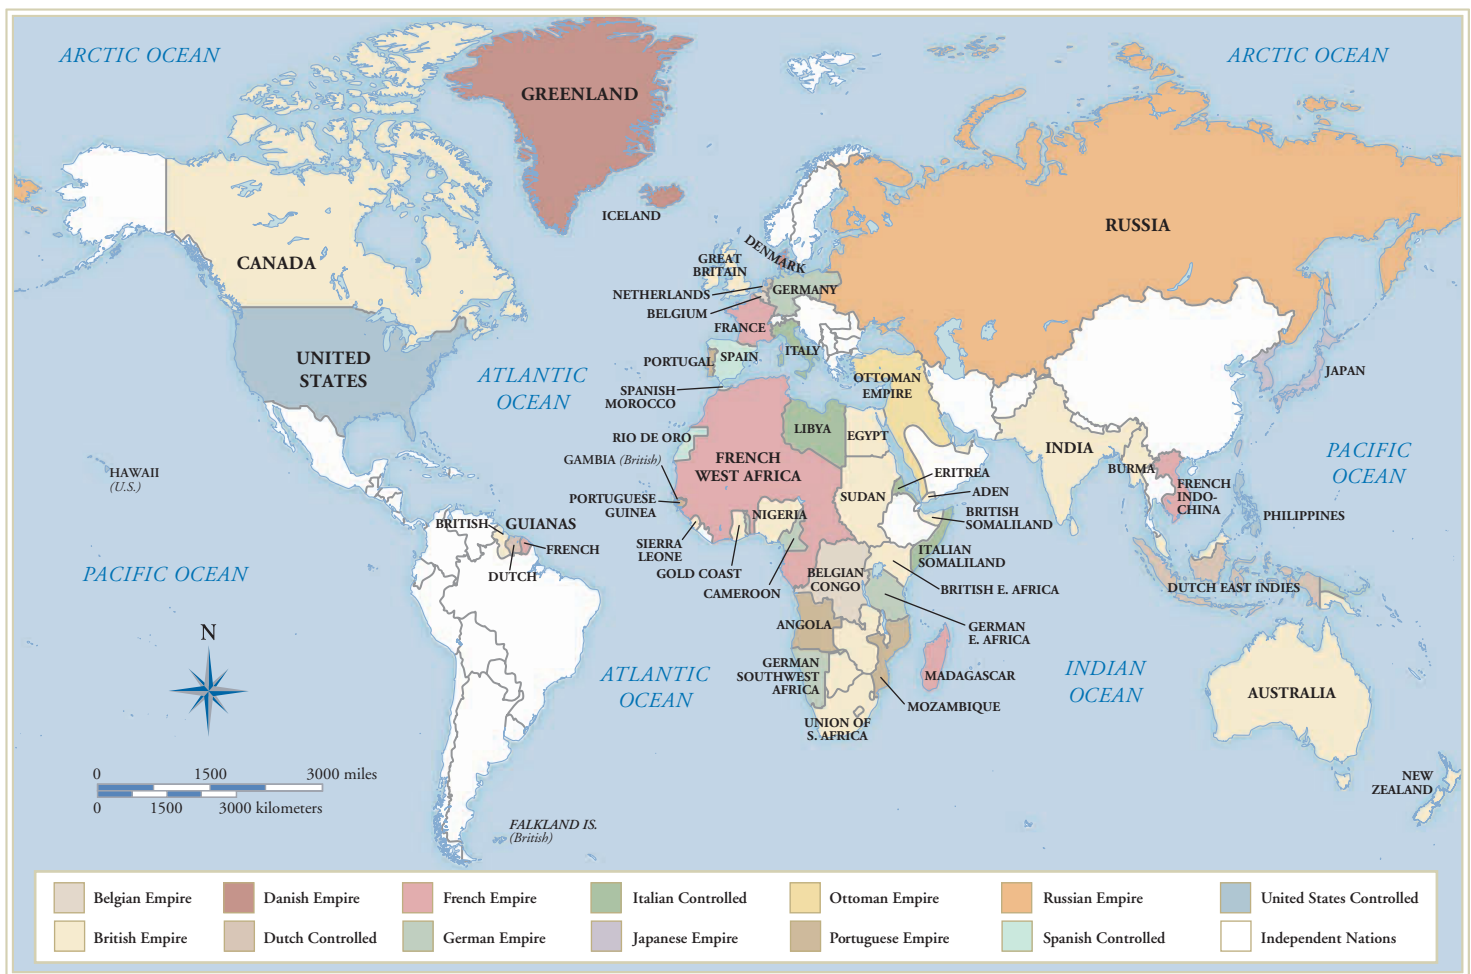 ARCTIC OCEAN
ARCTIC OCEAN
GREENLAND
ICELAND
RUSSIA
CANADA
DENMARK
GREAT
BRITAIN
NETHERLANDS
GERMANY
BELGIUM
FRANCE
UNITED
STATES
ITALY
PORTUGAL
SPAIN
JAPAN
ATLANTIC
OCEAN
OTTOMAN
EMPIRE
SPANISH
MOROCCO
LIBYA
EGYPT
RIO DE ORO
INDIA
PACIFIC
OCEAN
GAMBIA (British)
FRENCH
WEST AFRICA
HAWAII
(U.S.)
ERITREA
BURMA
FRENCH
INDO-
CHINA
ADEN
SUDAN
PORTUGUESE
GUINEA
BRITISH
SOMALILAND
NIGERIA
PHILIPPINES
BRITISH
GUIANAS
FRENCH
DUTCH
SIERRA
LEONE
GOLD COAST
CAMEROON
ITALIAN
SOMALILAND
PACIFIC OCEAN
BELGIAN
CONGO
BRITISH E. AFRICA
DUTCH EAST INDIES
ANGOLA
GERMAN
E. AFRICA
N
ATLANTIC
OCEAN
GERMAN
SOUTHWEST
AFRICA
MADAGASCAR
INDIAN
OCEAN
AUSTRALIA
MOZAMBIQUE
UNION OF
S. AFRICA
0 1500 3000 miles
0 1500 3000 kilometers
NEW
ZEALAND
FALKLAND IS.
(British)
Belgian Empire
Danish Empire
French Empire
Italian Controlled
Ottoman Empire
Russian Empire
United States Controlled
British Empire
Dutch Controlled
German Empire
Japanese Empire
Portuguese Empire
Spanish Controlled
Independent Nations